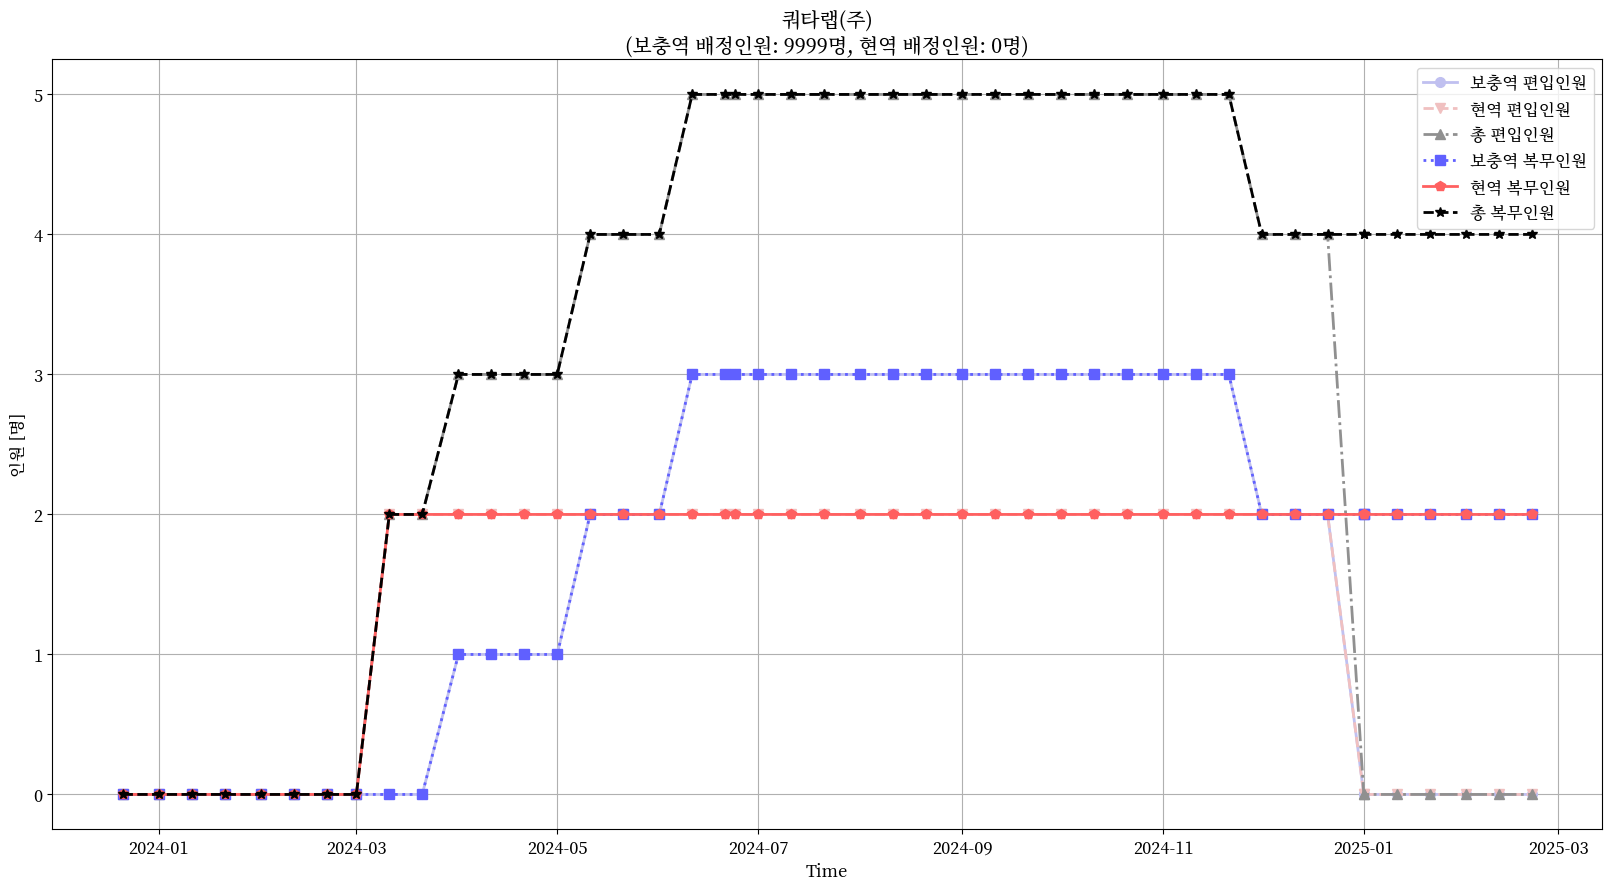 쿼타랩(주)
(보충역 배정인원: 9999명, 현역 배정인원: 0명)
보충역 편입인원
현역 편입인원
총 편입인원
보충역 복무인원
현역 복무인원
총 복무인원
인원 [명]
5
4
3
2
1
0
2024-01
2024-03
2024-05
2024-07
2024-09
2024-11
2025-01
2025-03
Time